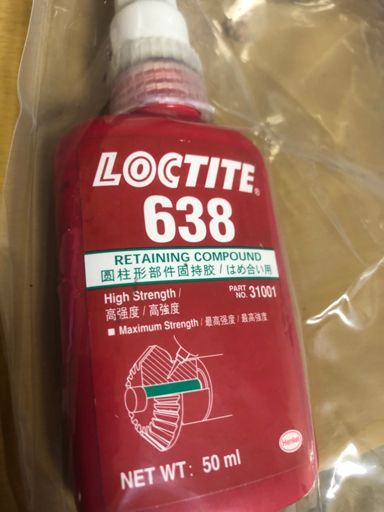 LOCTITE®
638
RETAINING COMPOUND
圆柱形部件固持胶 / はめ合い用
High Strength /
高强度 / 高強度
PART NO. 31001
■ Maximum Strength / 最高强度 / 最高強度
Henkel
NET WT: 50 ml